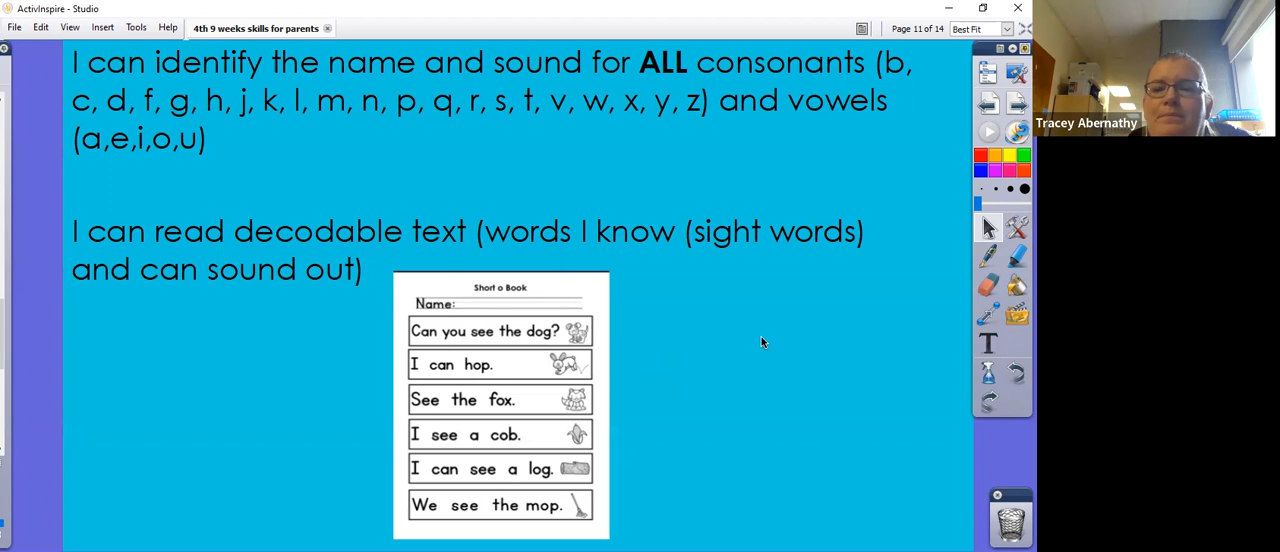 ActivInspire - Studio
File Edit View Insert Tools Help 4th 9 weeks skills for parents Page 11 of 14 Best Fit
I can identify the name and sound for ALL consonants (b,
c, d, f, g, h, j, k, l, m, n, p, q, r, s, t, v, w, x, y, z) and vowels
(a,e,i,o,u)
Tracey Abernathy
I can read decodable text (words I know (sight words)
and can sound out)
Short o Book
Name:
Can you see the dog?
I can hop.
See the fox.
I see a cob.
I can see a log.
We see the mop.
T